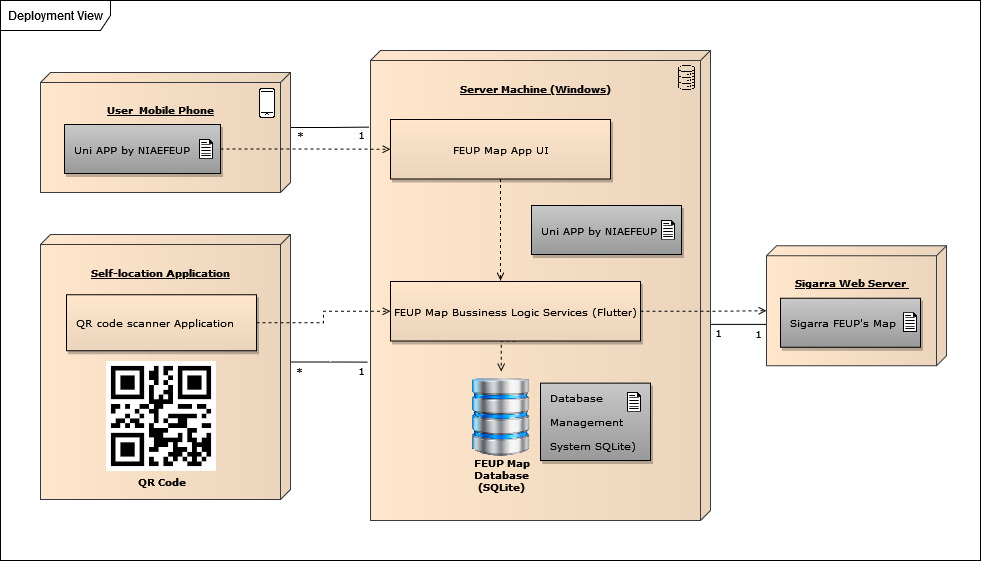 Deployment View
User  Mobile Phone
Uni APP by NIAEFEUP
* 1
Server Machine (Windows)
FEUP Map App UI
Uni APP by NIAEFEUP
FEUP Map Bussiness Logic Services (Flutter)
Database
Management
System SQLite)
FEUP Map
Database
(SQLite)
Self-location Application
QR code scanner Application
QR Code
* 1
1 1
Sigarra Web Server
Sigarra FEUP's Map